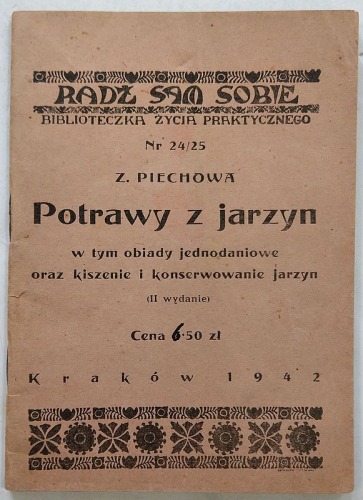 RADŹ SAM SOBIE
BIBLIOTECZKA ŻYCIA PRAKTYCZNEGO
Nr 24/25
Z. PIECHOWA
Potrawy z jarzyn
w tym obiady jednodaniowe
oraz kiszenie i konserwowanie jarzyn
(II wydanie)
Cena 6·50 zł
Kraków 1942